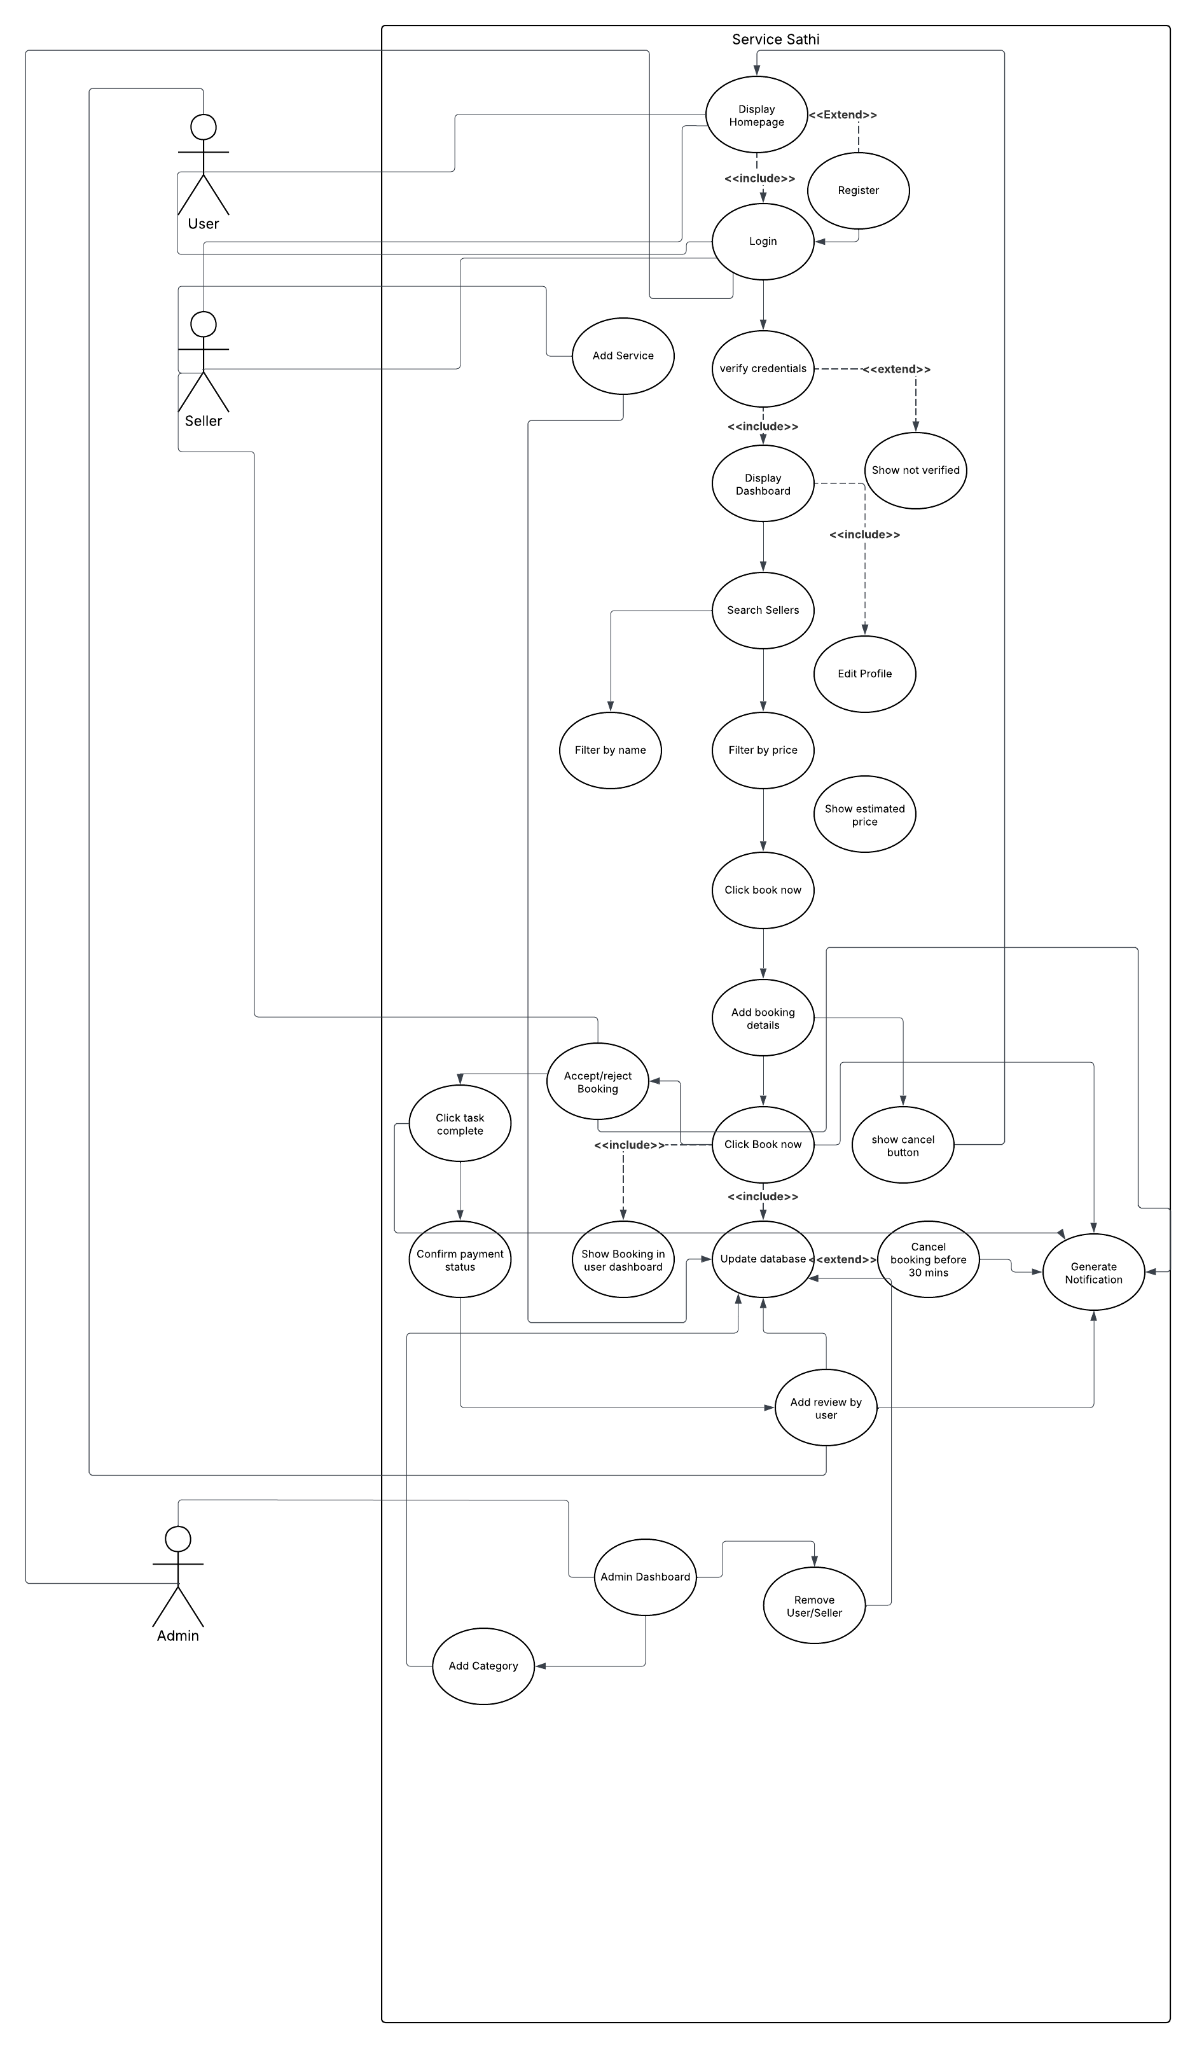 Service Sathi
Display
Homepage
<<Extend>>
User
<<include>>
Register
Login
Seller
Add Service
verify credentials
<<extend>>
<<include>>
Display
Dashboard
Show not verified
<<include>>
Search Sellers
Edit Profile
Filter by name
Filter by price
Show estimated
price
Click book now
Add booking
details
Accept/reject
Booking
Click task
complete
<<include>>
Click Book now
show cancel
button
<<include>>
Confirm payment
status
Show Booking in
user dashboard
Update database
<<extend>>
Cancel
booking before
30 mins
Generate
Notification
Add review by
user
Admin
Admin Dashboard
Remove
User/Seller
Add Category